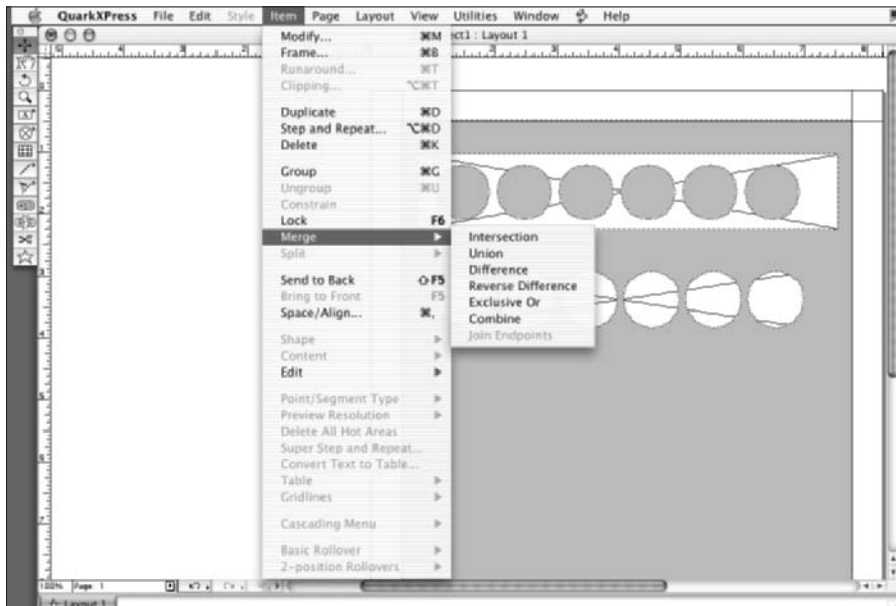 QuarkXPress File Edit Style Item Page Layout View Utilities Window Help
ect1 : Layout 1
Modify... ⌘M
Frame... ⌘B
Runaround... ⌘T
Clipping... ⌥⌘T
Duplicate ⌘D
Step and Repeat... ⌥⌘D
Delete ⌘K
Group ⌘G
Ungroup ⌘U
Constrain
Lock F6
Merge
Intersection
Union
Difference
Reverse Difference
Exclusive Or
Combine
Join Endpoints
Split
Send to Back ⇧F5
Bring to Front F5
Space/Align... ⌘,
Shape
Content
Edit
Point/Segment Type
Preview Resolution
Delete All Hot Areas
Super Step and Repeat...
Convert Text to Table...
Table
Gridlines
Cascading Menu
Basic Rollover
2-position Rollovers
100% Page: 1
Layout 1